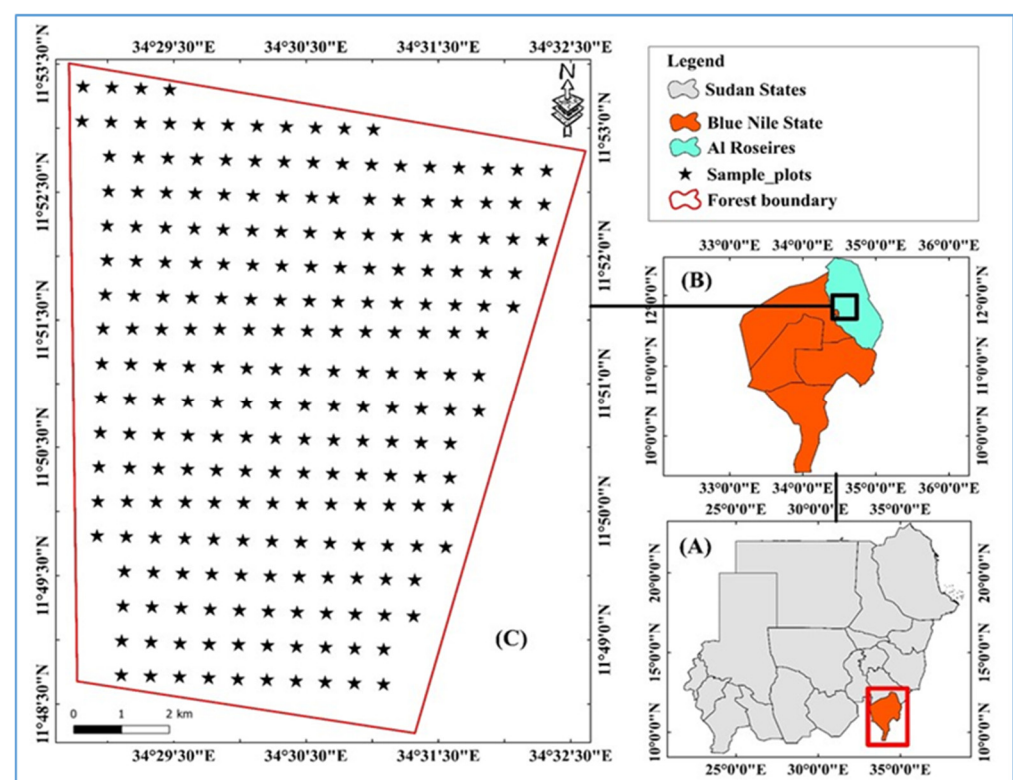 34°29'30"E 34°30'30"E 34°31'30"E 34°32'30"E
11°53'30"N
11°52'30"N
11°51'30"N
11°50'30"N
11°49'30"N
11°48'30"N
N
(C)
0 1 2 km
11°53'0"N
11°52'0"N
11°51'0"N
11°50'0"N
11°49'0"N
34°29'30"E 34°30'30"E 34°31'30"E 34°32'30"E
Legend
Sudan States
Blue Nile State
Al Roseires
Sample_plots
Forest boundary
33°0'0"E 34°0'0"E 35°0'0"E 36°0'0"E
(B)
12°0'0"N
11°0'0"N
10°0'0"N
12°0'0"N
11°0'0"N
10°0'0"N
33°0'0"E 34°0'0"E 35°0'0"E 36°0'0"E
25°0'0"E 30°0'0"E 35°0'0"E
(A)
20°0'0"N
15°0'0"N
10°0'0"N
20°0'0"N
15°0'0"N
10°0'0"N
25°0'0"E 30°0'0"E 35°0'0"E